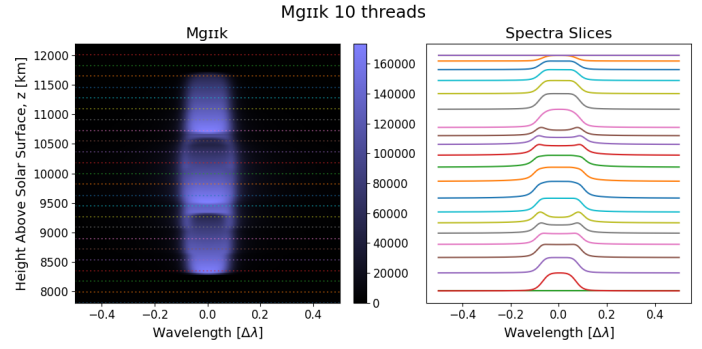 Mgɪɪk 10 threads
Mgɪɪk
Spectra Slices
Height Above Solar Surface, z [km]
12000
11500
11000
10500
10000
9500
9000
8500
8000
160000
140000
120000
100000
80000
60000
40000
20000
0
−0.4 −0.2 0.0 0.2 0.4
−0.4 −0.2 0.0 0.2 0.4
Wavelength [Δλ]
Wavelength [Δλ]